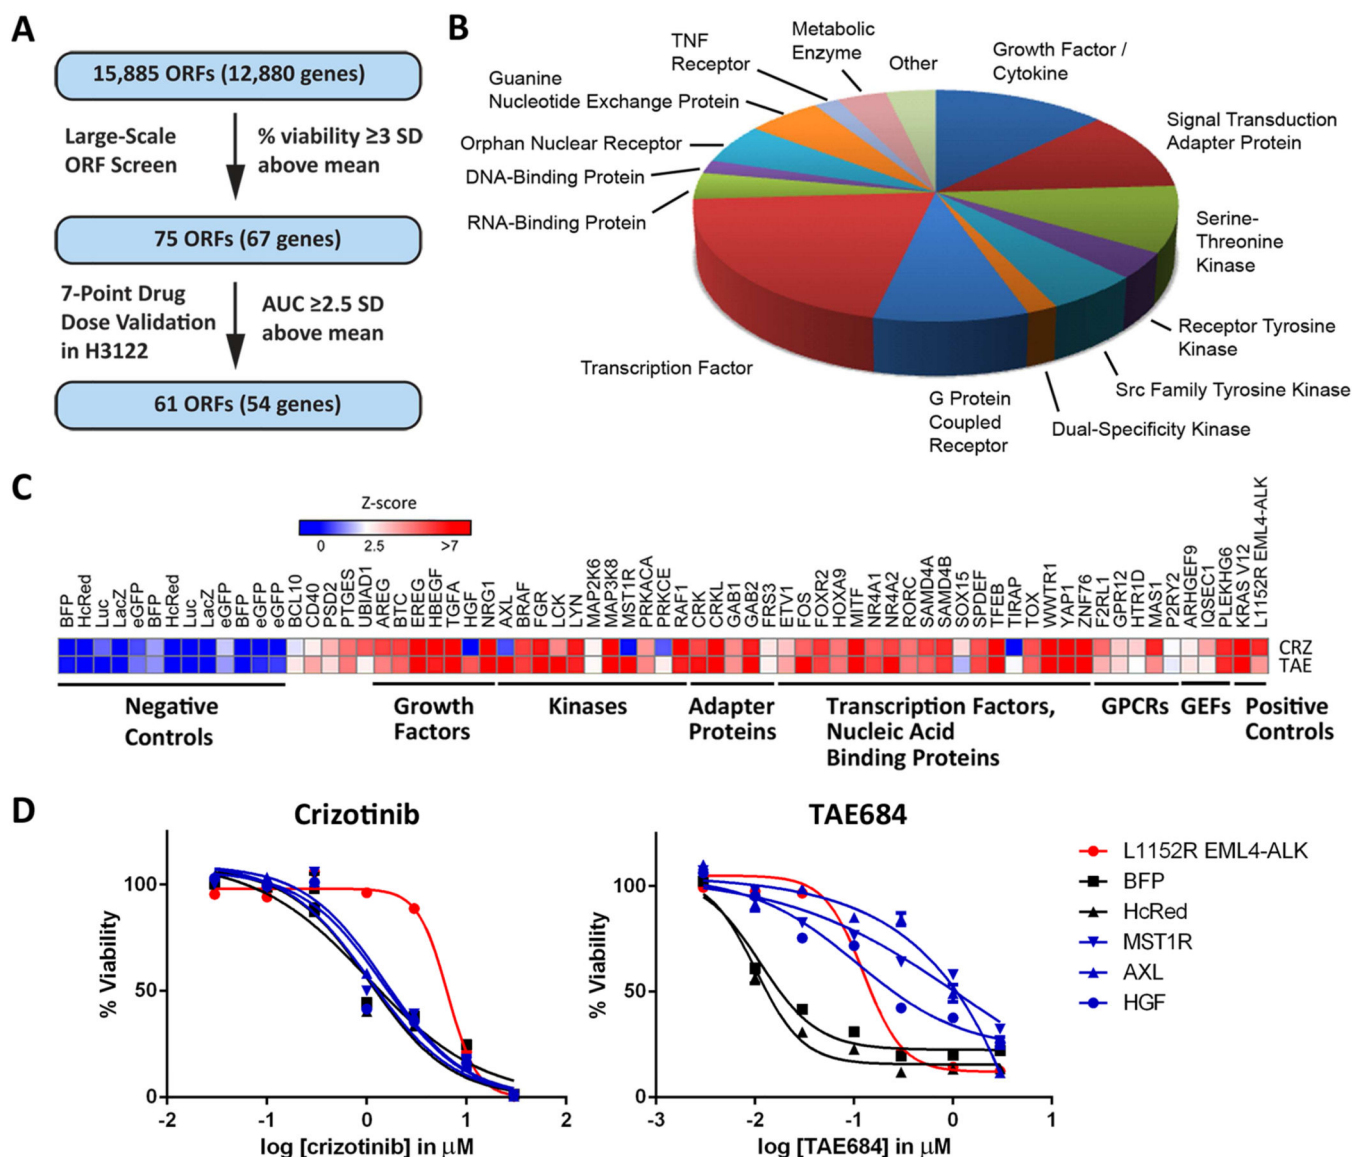 A
15,885 ORFs (12,880 genes)
Large-Scale
ORF Screen
% viability ≥3 SD
above mean
75 ORFs (67 genes)
7-Point Drug
Dose Validation
in H3122
AUC ≥2.5 SD
above mean
61 ORFs (54 genes)
B
Growth Factor /
Cytokine
Signal Transduction
Adapter Protein
Serine-
Threonine
Kinase
Receptor Tyrosine
Kinase
Src Family Tyrosine Kinase
Dual-Specificity Kinase
G Protein
Coupled
Receptor
Transcription Factor
RNA-Binding Protein
DNA-Binding Protein
Orphan Nuclear Receptor
Guanine
Nucleotide Exchange Protein
TNF
Receptor
Metabolic
Enzyme
Other
C
Z-score
0 2.5 >7
BFP
HcRed
Luc
LacZ
eGFP
BFP
HcRed
Luc
LacZ
eGFP
BFP
eGFP
eGFP
BCL10
CD40
PSD2
PTGES
UBIAD1
AREG
BTC
EREG
HBEGF
TGFA
HGF
NRG1
AXL
BRAF
FGR
LCK
LYN
MAP2K6
MAP3K8
MST1R
PRKACA
PRKCE
RAF1
CRK
CRKL
GAB1
GAB2
FRS3
ETV1
FOS
FOXR2
HOXA9
MITF
NR4A1
NR4A2
RORC
SAMD4A
SAMD4B
SOX15
SPDEF
TFEB
TIRAP
TOX
WWTR1
YAP1
ZNF76
F2RL1
GPR12
HTR1D
MAS1
P2RY2
ARHGEF9
IQSEC1
PLEKHG6
KRAS V12
L1152R EML4-ALK
CRZ
TAE
Negative
Controls
Growth
Factors
Kinases
Adapter
Proteins
Transcription Factors,
Nucleic Acid
Binding Proteins
GPCRs
GEFs
Positive
Controls
D
Crizotinib
% Viability
100
50
0
-2 -1 0 1 2
log [crizotinib] in μM
TAE684
% Viability
100
50
0
-3 -2 -1 0 1
log [TAE684] in μM
L1152R EML4-ALK
BFP
HcRed
MST1R
AXL
HGF